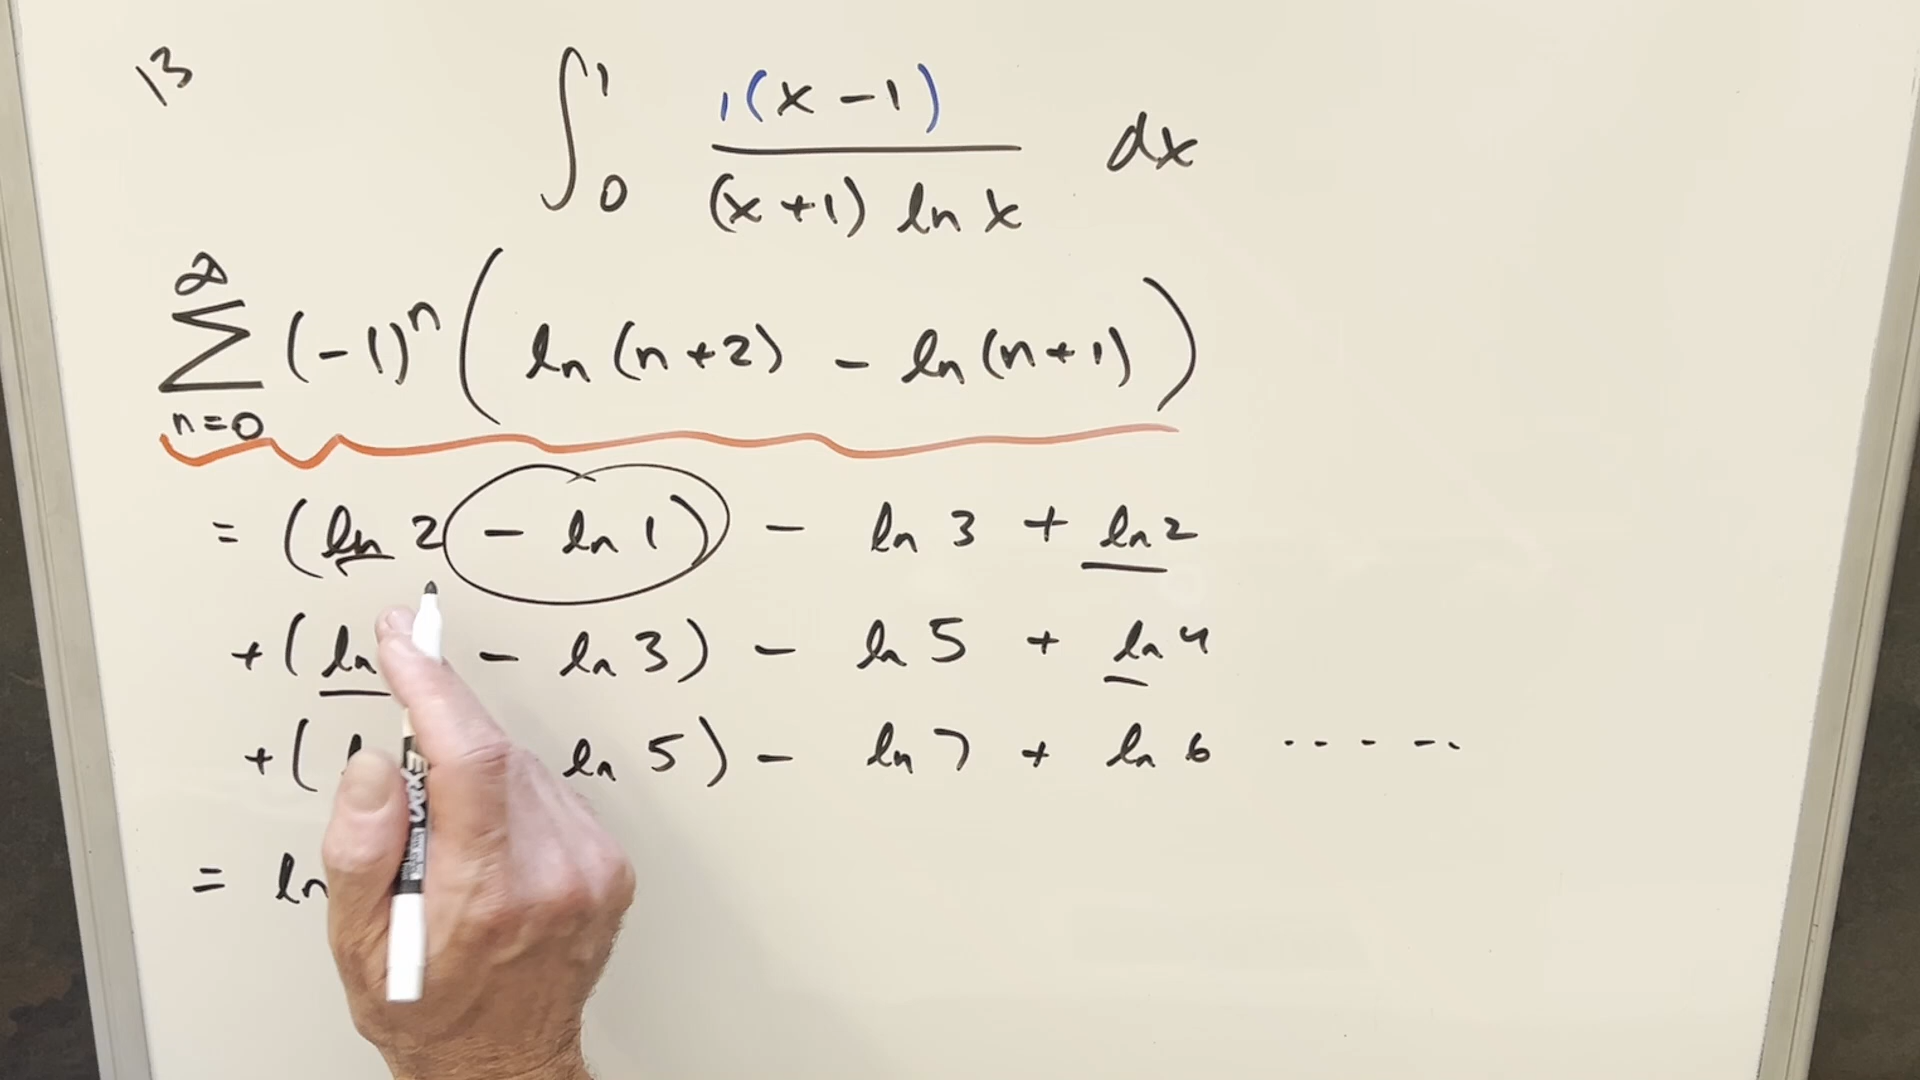 13
∫₀¹ 1(x - 1) / (x + 1) ln x dx
∞
Σ (-1)ⁿ ( ln (n + 2) - ln (n + 1) )
n = 0
= (ln 2 - ln 1) - ln 3 + ln 2
+ (ln - ln 3) - ln 5 + ln 4
+ ( ln 5) - ln 7 + ln 6 ......
= ln
EXPO